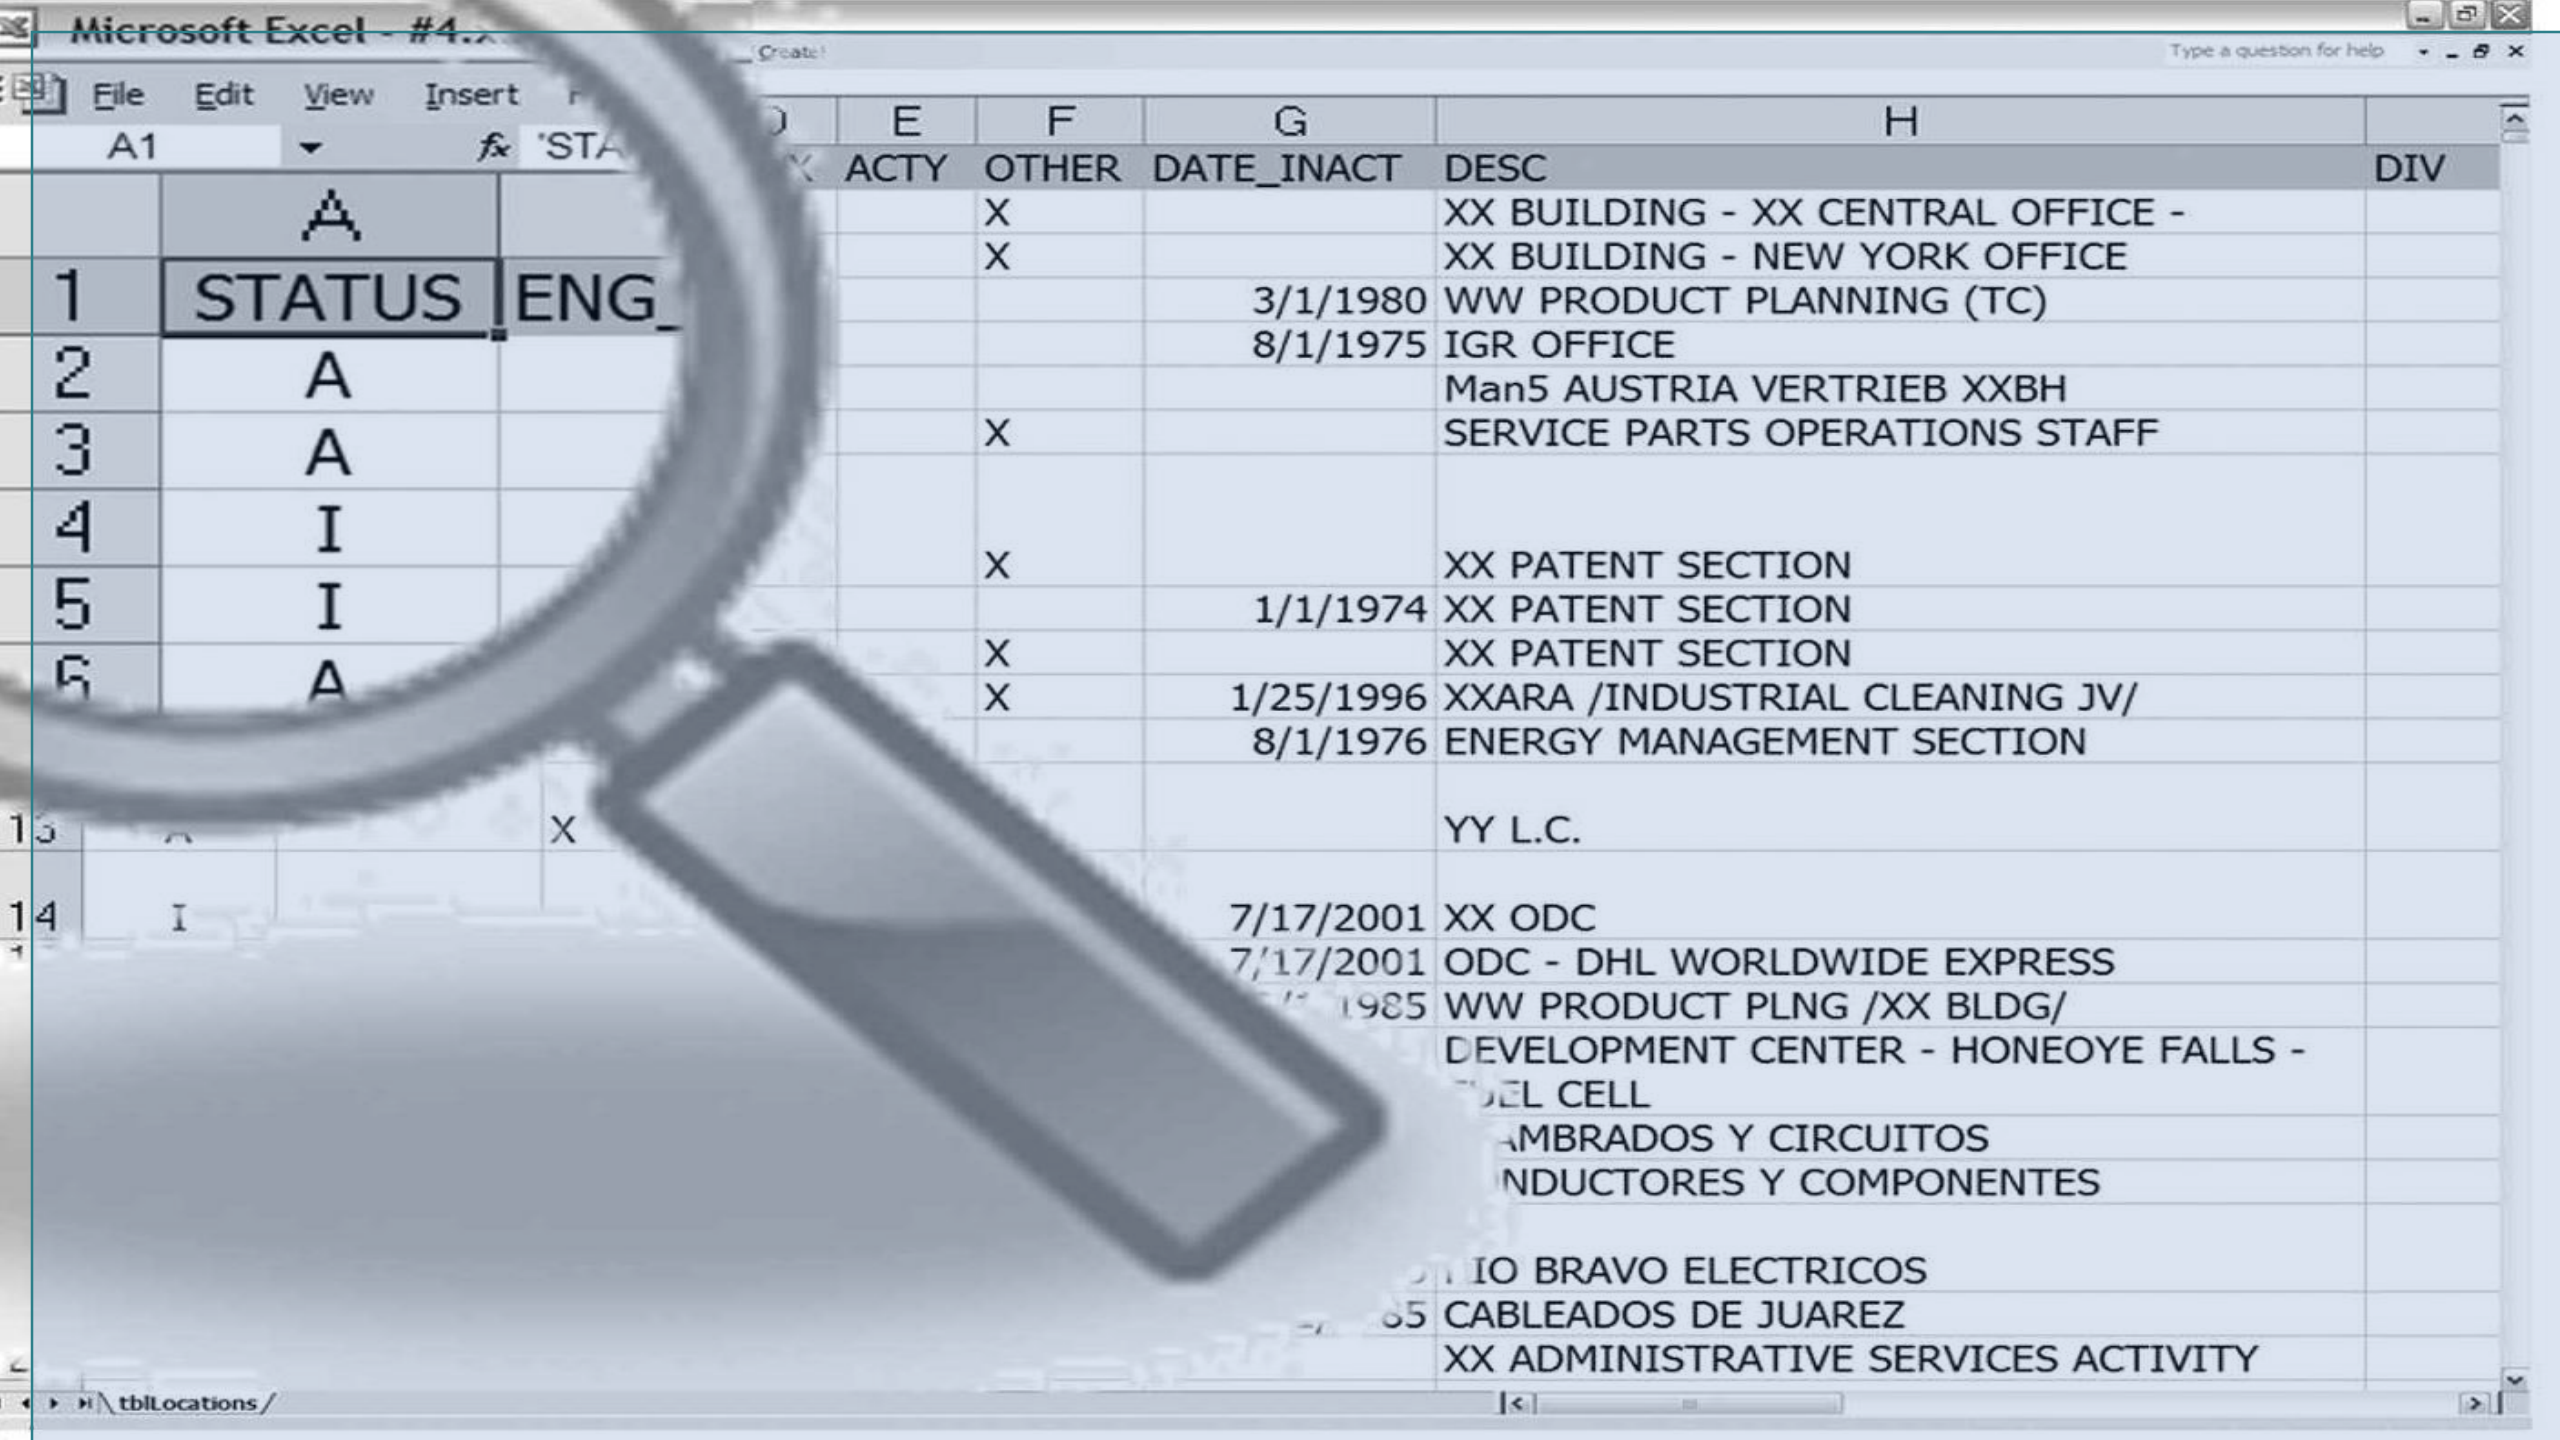 Microsoft Excel - #4.
Create
Type a question for help
File Edit View Insert
A1 fx 'STA
E F G H
ACTY OTHER DATE_INACT DESC DIV
A
1 STATUS ENG_
2 A
3 A
4 I
5 I
6 A
X XX BUILDING - XX CENTRAL OFFICE -
X XX BUILDING - NEW YORK OFFICE
3/1/1980 WW PRODUCT PLANNING (TC)
8/1/1975 IGR OFFICE
Man5 AUSTRIA VERTRIEB XXBH
X SERVICE PARTS OPERATIONS STAFF
X XX PATENT SECTION
1/1/1974 XX PATENT SECTION
X XX PATENT SECTION
X 1/25/1996 XXARA /INDUSTRIAL CLEANING JV/
8/1/1976 ENERGY MANAGEMENT SECTION
13 A X YY L.C.
14 I 7/17/2001 XX ODC
7/17/2001 ODC - DHL WORLDWIDE EXPRESS
1985 WW PRODUCT PLNG /XX BLDG/
DEVELOPMENT CENTER - HONEOYE FALLS -
CELL
Y CIRCUITOS
Y COMPONENTES
BRAVO ELECTRICOS
CABLEADOS DE JUAREZ
XX ADMINISTRATIVE SERVICES ACTIVITY
tblLocations